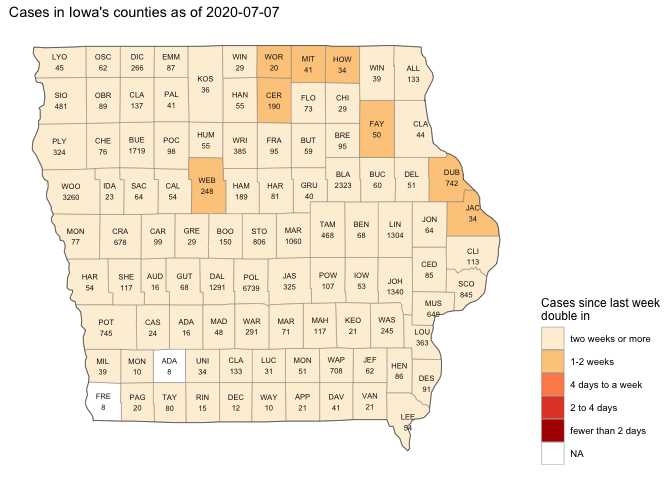 Cases in Iowa's counties as of 2020-07-07
LYO OSC DIC EMM WIN WOR MIT HOW
45 62 266 87 29 20 41 34
KOS WIN ALL
36 39 133
SIO OBR CLA PAL HAN CER FLO CHI
481 89 137 41 55 190 73 29
FAY CLA
50 44
PLY CHE BUE POC HUM WRI FRA BUT BRE
324 76 1719 98 55 385 95 59 95
WOO IDA SAC CAL WEB HAM HAR GRU BLA BUC DEL DUB
3260 23 64 54 248 189 81 40 2323 60 51 742
JAC
34
MON CRA CAR GRE BOO STO MAR TAM BEN LIN JON
77 678 99 29 150 806 1060 468 68 1304 64
CLI
113
HAR SHE AUD GUT DAL POL JAS POW IOW JOH CED SCO
54 117 16 68 1291 6739 325 107 53 1340 85 845
MUS
649
POT CAS ADA MAD WAR MAR MAH KEO WAS LOU
745 24 16 48 291 71 117 21 245 363
MIL MON ADA UNI CLA LUC MON WAP JEF HEN DES
39 10 8 34 133 31 51 708 62 86 91
FRE PAG TAY RIN DEC WAY APP DAV VAN LEE
8 20 80 15 12 10 21 41 21 54
Cases since last week
double in
two weeks or more
1-2 weeks
4 days to a week
2 to 4 days
fewer than 2 days
NA